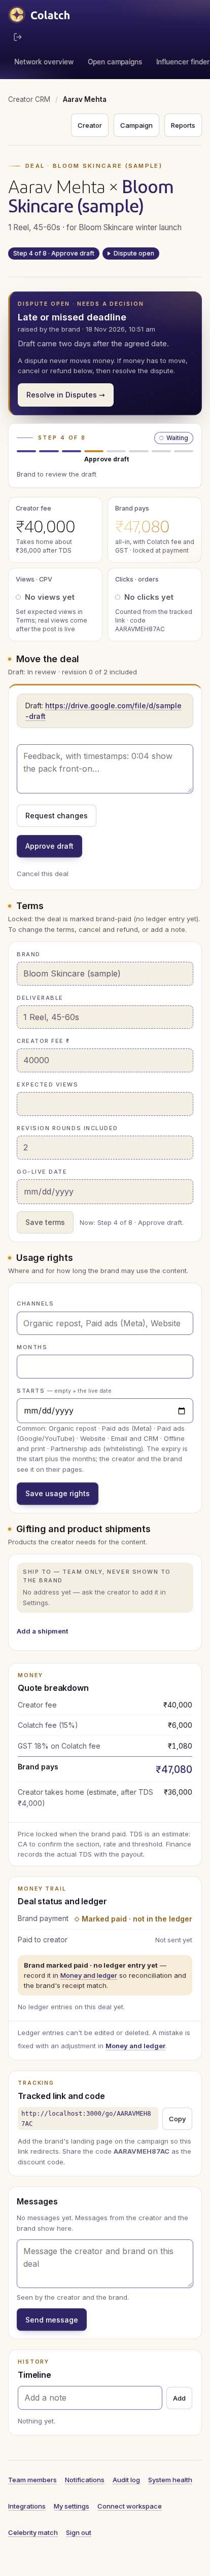 Colatch
Network overview Open campaigns Influencer finder
Creator CRM / Aarav Mehta
Creator Campaign Reports
DEAL · BLOOM SKINCARE (SAMPLE)
Aarav Mehta × Bloom
Skincare (sample)
1 Reel, 45-60s · for Bloom Skincare winter launch
Step 4 of 8 · Approve draft Dispute open
DISPUTE OPEN · NEEDS A DECISION
Late or missed deadline
raised by the brand · 18 Nov 2026, 10:51 am
Draft came two days after the agreed date.
A dispute never moves money. If money has to move,
cancel or refund below, then resolve the dispute.
Resolve in Disputes →
STEP 4 OF 8 Waiting
Approve draft
Brand to review the draft
Creator fee
₹40,000
Takes home about
₹36,000 after TDS
Brand pays
₹47,080
all-in, with Colatch fee and
GST · locked at payment
Views · CPV
No views yet
Set expected views in
Terms; real views come
after the post is live
Clicks · orders
No clicks yet
Counted from the tracked
link · code
AARAVMEH87AC
Move the deal
Draft: In review · revision 0 of 2 included
Draft: https://drive.google.com/file/d/sample
-draft
Feedback, with timestamps: 0:04 show
the pack front-on…
Request changes
Approve draft
Cancel this deal
Terms
Locked: the deal is marked brand-paid (no ledger entry yet).
To change the terms, cancel and refund, or add a note.
BRAND
Bloom Skincare (sample)
DELIVERABLE
1 Reel, 45-60s
CREATOR FEE ₹
40000
EXPECTED VIEWS
REVISION ROUNDS INCLUDED
2
GO-LIVE DATE
mm/dd/yyyy
Save terms Now: Step 4 of 8 · Approve draft.
Usage rights
Where and for how long the brand may use the content.
CHANNELS
Organic repost, Paid ads (Meta), Website
MONTHS
STARTS — empty = the live date
mm/dd/yyyy
Common: Organic repost · Paid ads (Meta) · Paid ads
(Google/YouTube) · Website · Email and CRM · Offline
and print · Partnership ads (whitelisting). The expiry is
the start plus the months; the creator and the brand
see it on their pages.
Save usage rights
Gifting and product shipments
Products the creator needs for the content.
SHIP TO — TEAM ONLY, NEVER SHOWN TO
THE BRAND
No address yet — ask the creator to add it in
Settings.
Add a shipment
MONEY
Quote breakdown
Creator fee ₹40,000
Colatch fee (15%) ₹6,000
GST 18% on Colatch fee ₹1,080
Brand pays ₹47,080
Creator takes home (estimate, after TDS ₹36,000
₹4,000)
Price locked when the brand paid. TDS is an estimate:
CA to confirm the section, rate and threshold. Finance
records the actual TDS with the payout.
MONEY TRAIL
Deal status and ledger
Brand payment ◇ Marked paid · not in the ledger
Paid to creator Not sent yet
Brand marked paid · no ledger entry yet —
record it in Money and ledger so reconciliation and
the brand's receipt match.
No ledger entries on this deal yet.
Ledger entries can't be edited or deleted. A mistake is
fixed with an adjustment in Money and ledger.
TRACKING
Tracked link and code
http://localhost:3000/go/AARAVMEH8
7AC
Copy
Add the brand's landing page on the campaign so this
link redirects. Share the code AARAVMEH87AC as the
discount code.
Messages
No messages yet. Messages from the creator and the
brand show here.
Message the creator and brand on this
deal
Seen by the creator and the brand.
Send message
HISTORY
Timeline
Add a note Add
Nothing yet.
Team members Notifications Audit log System health
Integrations My settings Connect workspace
Celebrity match Sign out